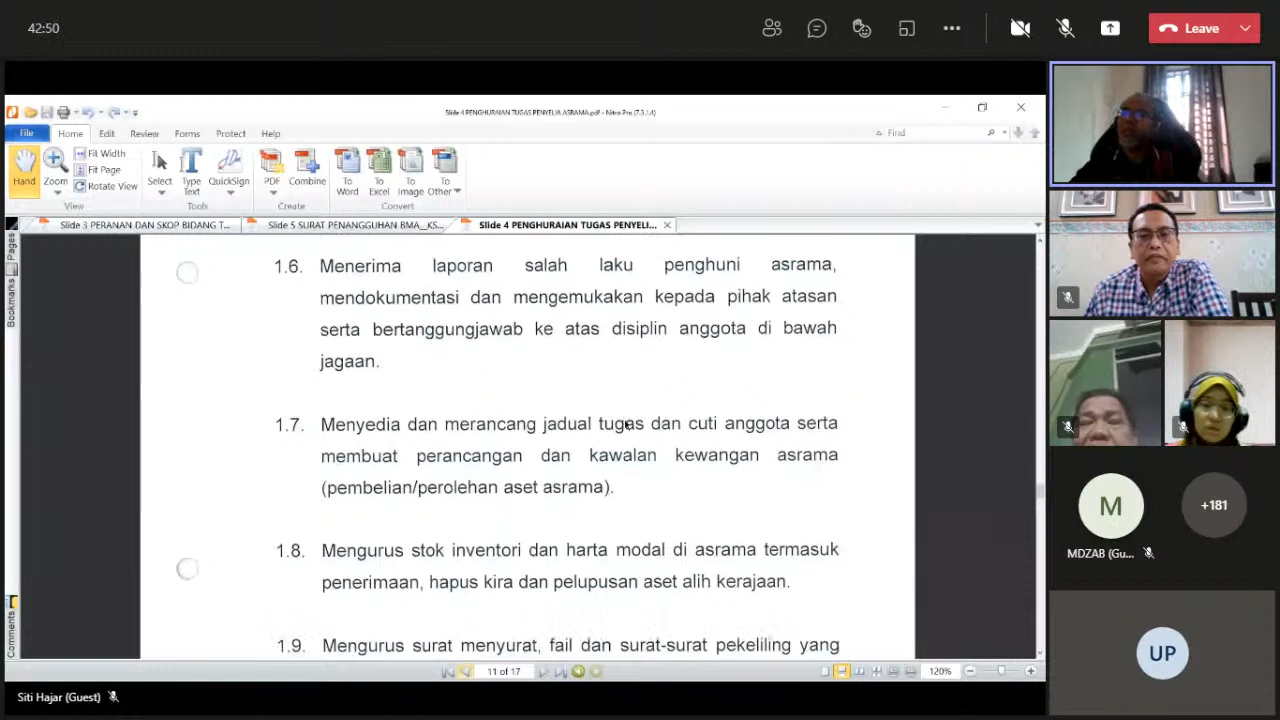 42:50
Leave
Slide 4 PENGHURAIAN TUGAS PENYELIA ASRAMA.pdf - Nitro Pro (7.3.1.4)
File Home Edit Review Forms Protect Help Find
Hand
Zoom
Fit Width
Fit Page
Rotate View
View
Select
Type Text
QuickSign
Tools
PDF
Combine
Create
To Word
To Excel
To Image
To Other
Convert
Slide 3 PERANAN DAN SKOP BIDANG T...
Slide 5 SURAT PENANGGUHAN BMA__KS...
Slide 4 PENGHURAIAN TUGAS PENYELI...
Pages
Bookmarks
Comments
1.6. Menerima laporan salah laku penghuni asrama,
mendokumentasi dan mengemukakan kepada pihak atasan
serta bertanggungjawab ke atas disiplin anggota di bawah
jagaan.
1.7. Menyedia dan merancang jadual tugas dan cuti anggota serta
membuat perancangan dan kawalan kewangan asrama
(pembelian/perolehan aset asrama).
1.8. Mengurus stok inventori dan harta modal di asrama termasuk
penerimaan, hapus kira dan pelupusan aset alih kerajaan.
1.9. Mengurus surat menyurat, fail dan surat-surat pekeliling yang
11 of 17
120%
M
+181
MDZAB (Gu...
UP
Siti Hajar (Guest)